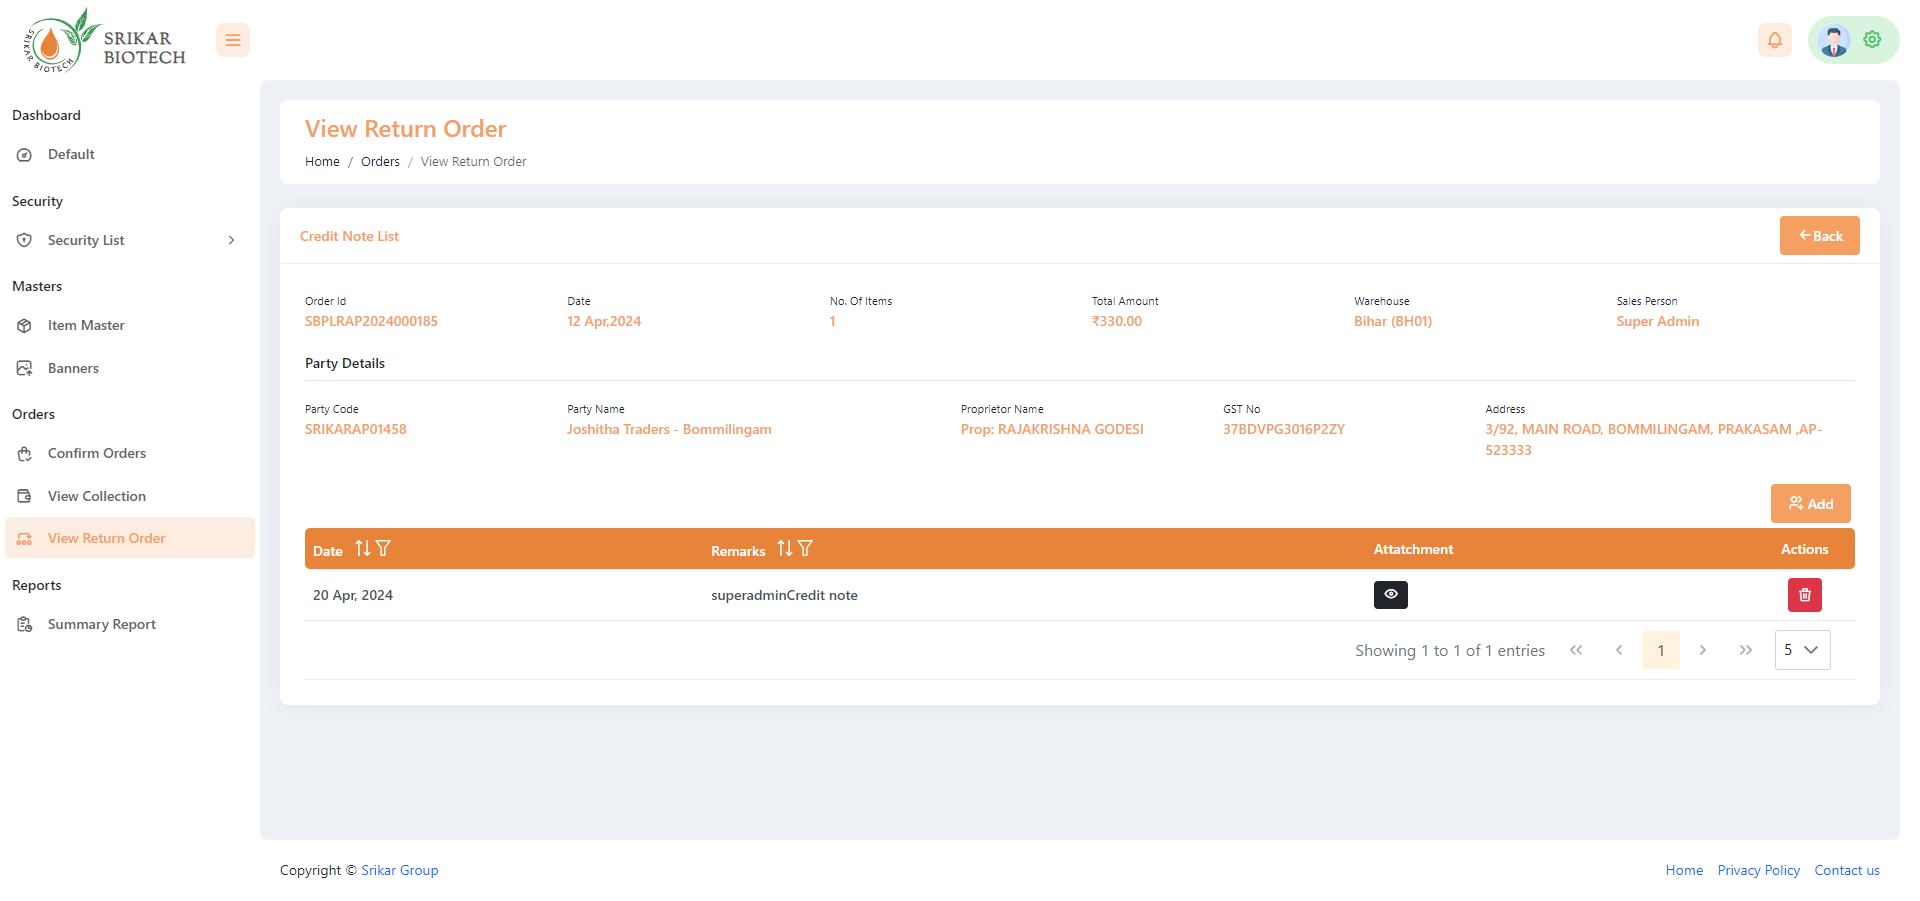 SRIKAR BIOTECH
SRIKAR
BIOTECH
Dashboard
Default
Security
Security List
Masters
Item Master
Banners
Orders
Confirm Orders
View Collection
View Return Order
Reports
Summary Report
View Return Order
Home / Orders / View Return Order
Credit Note List
Back
Order Id Date No. Of Items Total Amount Warehouse Sales Person
SBPLRAP2024000185 12 Apr,2024 1 ₹330.00 Bihar (BH01) Super Admin
Party Details
Party Code Party Name Proprietor Name GST No Address
SRIKARAP01458 Joshitha Traders - Bommilingam Prop: RAJAKRISHNA GODESI 37BDVPG3016P2ZY 3/92, MAIN ROAD, BOMMILINGAM, PRAKASAM ,AP-
523333
Add
Date Remarks Attatchment Actions
20 Apr, 2024 superadminCredit note
Showing 1 to 1 of 1 entries 1 5
Copyright © Srikar Group Home Privacy Policy Contact us